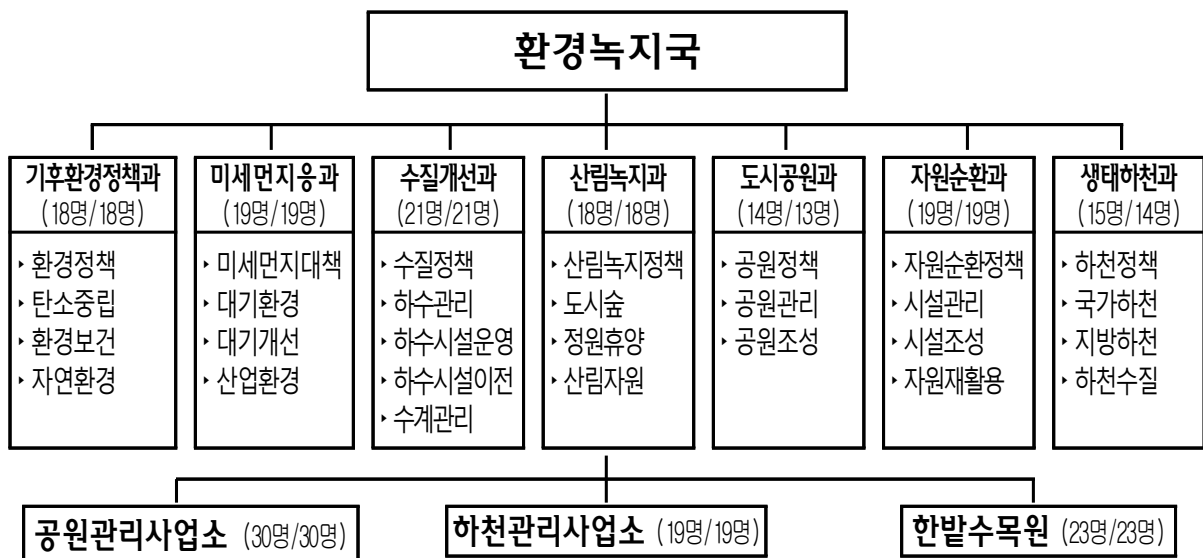 환경녹지국
기후환경정책과
(18명/18명)
‣ 환경정책
‣ 탄소중립
‣ 환경보건
‣ 자연환경
미세먼지응과
(19명/19명)
‣ 미세먼지대책
‣ 대기환경
‣ 대기개선
‣ 산업환경
수질개선과
(21명/21명)
‣ 수질정책
‣ 하수관리
‣ 하수시설운영
‣ 하수시설이전
‣ 수계관리
산림녹지과
(18명/18명)
‣ 산림녹지정책
‣ 도시숲
‣ 정원휴양
‣ 산림자원
도시공원과
(14명/13명)
‣ 공원정책
‣ 공원관리
‣ 공원조성
자원순환과
(19명/19명)
‣ 자원순환정책
‣ 시설관리
‣ 시설조성
‣ 자원재활용
생태하천과
(15명/14명)
‣ 하천정책
‣ 국가하천
‣ 지방하천
‣ 하천수질
공원관리사업소 (30명/30명)
하천관리사업소 (19명/19명)
한밭수목원 (23명/23명)